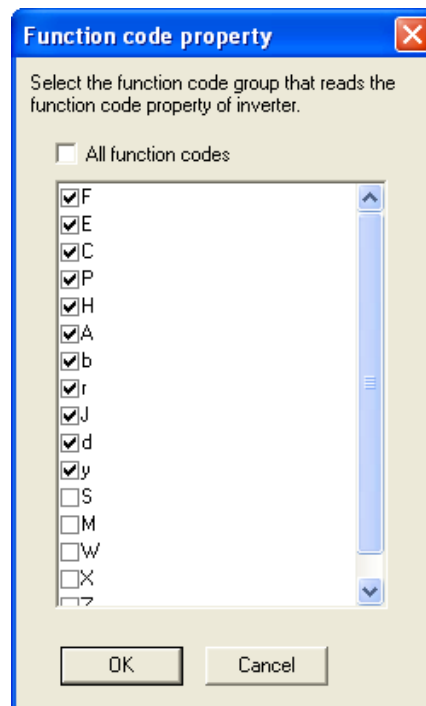 Function code property
Select the function code group that reads the
function code property of inverter.
All function codes
F
E
C
P
H
A
b
r
J
d
y
S
M
W
X
Z
OK
Cancel